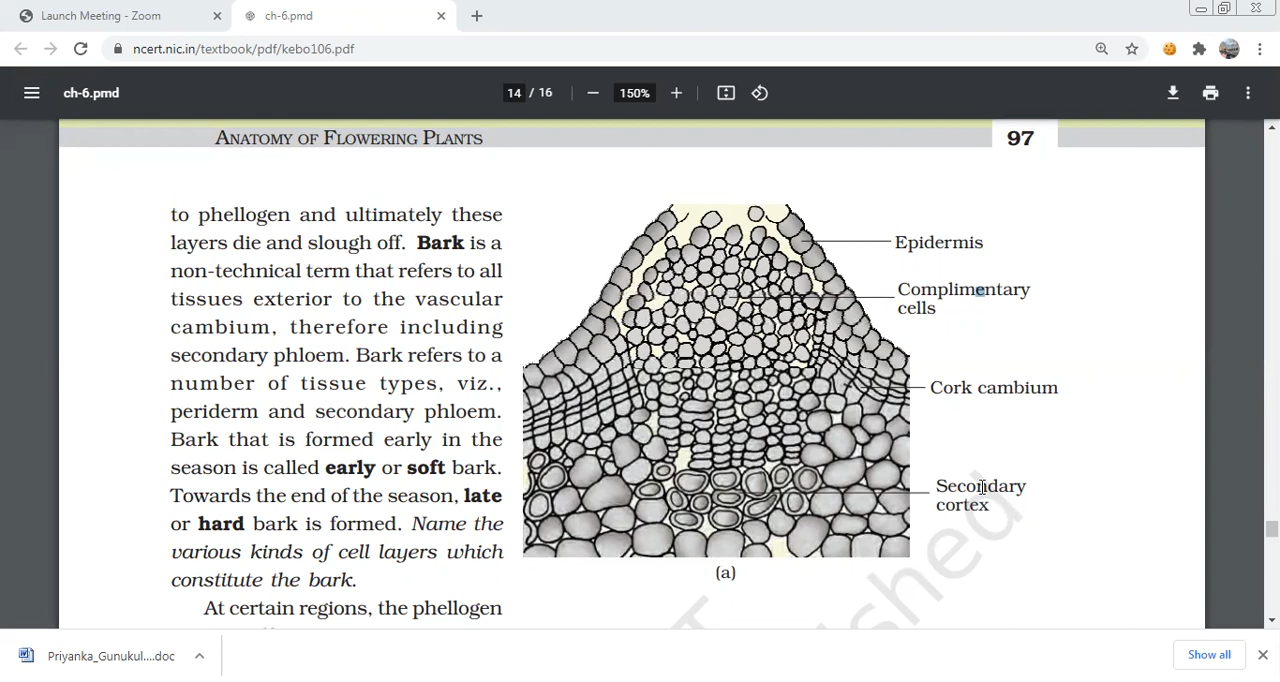 Launch Meeting - Zoom
ch-6.pmd
ncert.nic.in/textbook/pdf/kebo106.pdf
ch-6.pmd
14 / 16
150%
ANATOMY OF FLOWERING PLANTS
97
to phellogen and ultimately these
layers die and slough off. Bark is a
non-technical term that refers to all
tissues exterior to the vascular
cambium, therefore including
secondary phloem. Bark refers to a
number of tissue types, viz.,
periderm and secondary phloem.
Bark that is formed early in the
season is called early or soft bark.
Towards the end of the season, late
or hard bark is formed. Name the
various kinds of cell layers which
constitute the bark.
At certain regions, the phellogen
Epidermis
Complimentary
cells
Cork cambium
Secondary
cortex
(a)
Priyanka_Gunukul....doc
Show all